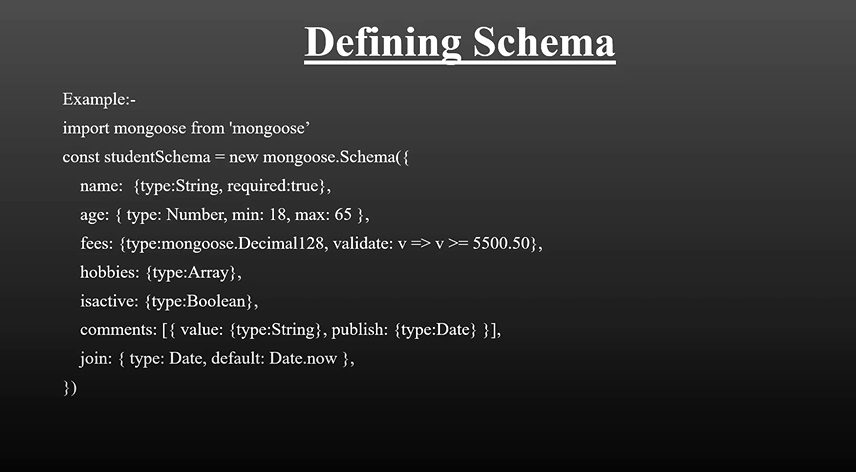 Defining Schema
Example:-
import mongoose from 'mongoose’
const studentSchema = new mongoose.Schema({
name: {type:String, required:true},
age: { type: Number, min: 18, max: 65 },
fees: {type:mongoose.Decimal128, validate: v => v >= 5500.50},
hobbies: {type:Array},
isactive: {type:Boolean},
comments: [{ value: {type:String}, publish: {type:Date} }],
join: { type: Date, default: Date.now },
})